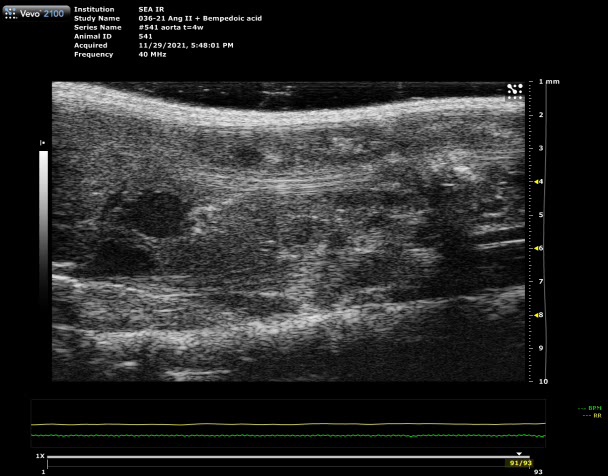 Vevo 2100
Institution SEA IR
Study Name 036-21 Ang II + Bempedoic acid
Series Name #541 aorta t=4w
Animal ID 541
Acquired 11/29/2021, 5:48:01 PM
Frequency 40 MHz
1 mm
2
3
4
5
6
7
8
9
10
BPM
RR
1X
91/93
1
93